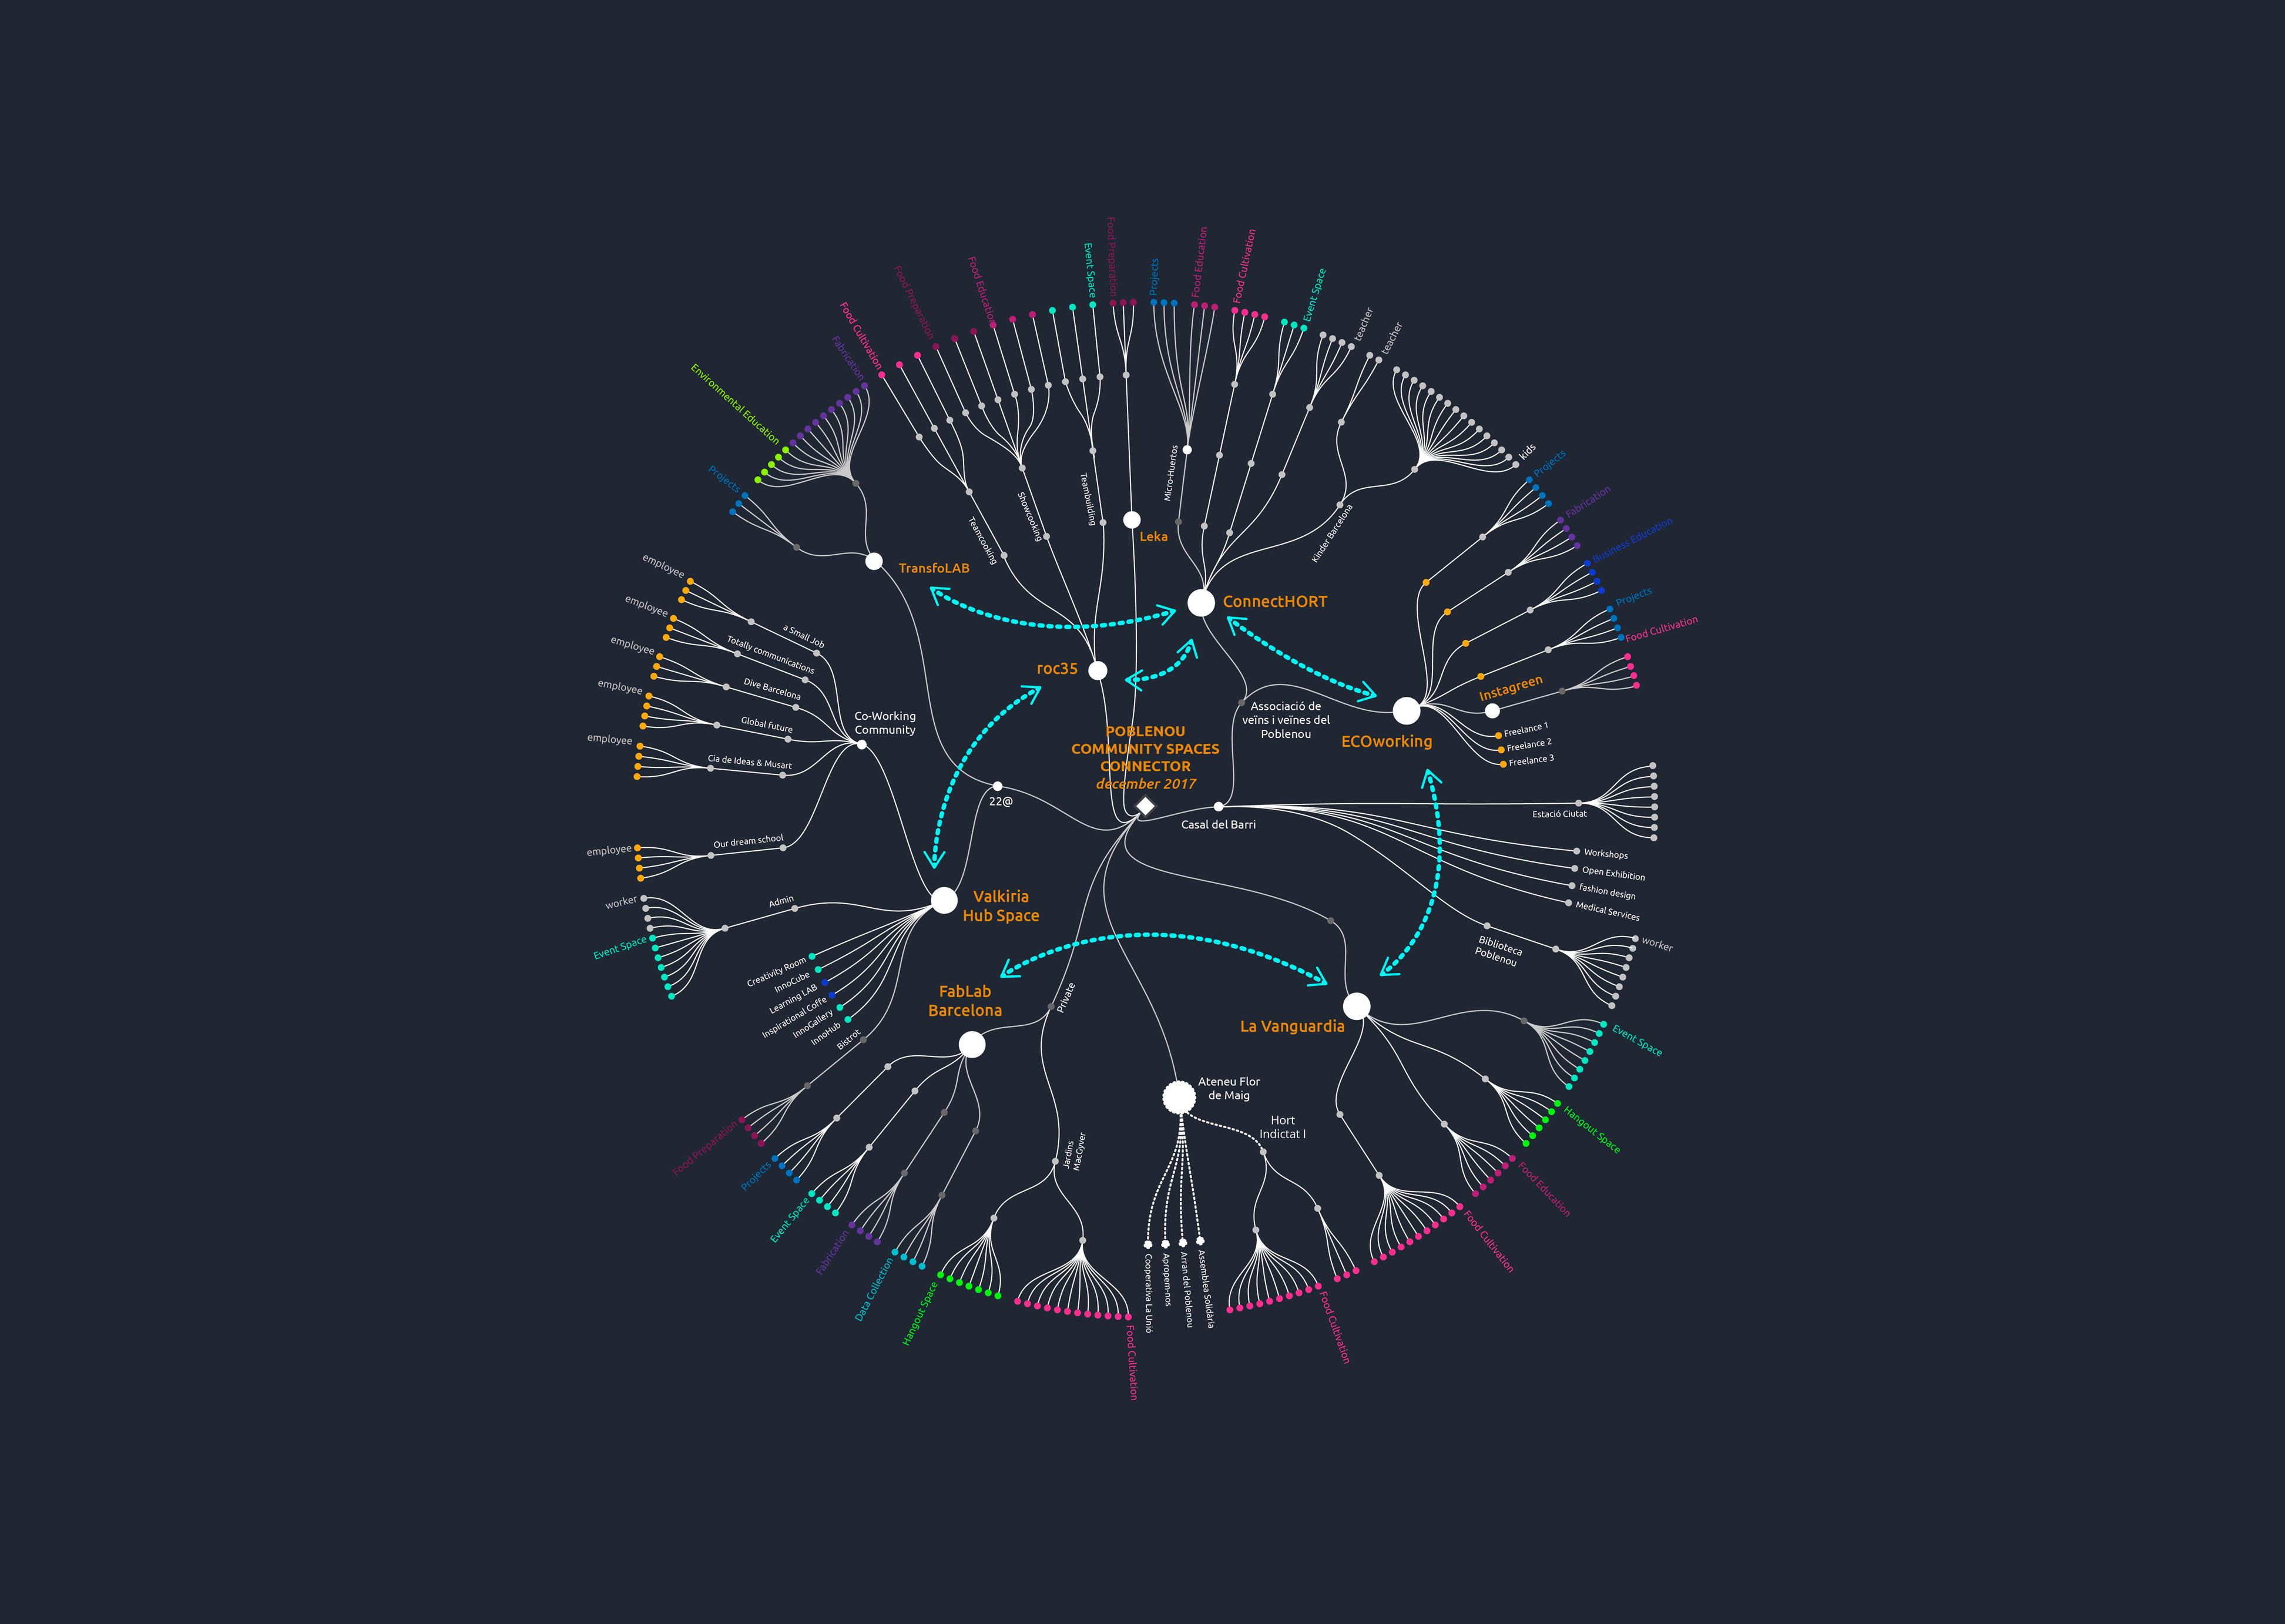 POBLENOU
COMMUNITY SPACES
CONNECTOR
december 2017
Food Cultivation
Food Preparation
Food Education
Event Space
Food Preparation
Projects
Food Education
Food Cultivation
Event Space
teacher
teacher
kids
Projects
Fabrication
Business Education
Projects
Food Cultivation
Fabrication
Environmental Education
Projects
Teamcooking
Showcooking
Teambuilding
Leka
Micro-Huertos
Kinder Barcelona
TransfoLAB
ConnectHORT
roc35
Instagreen
ECOworking
Freelance 1
Freelance 2
Freelance 3
Associació de
veïns i veïnes del
Poblenou
Casal del Barri
22@
Estació Ciutat
Workshops
Open Exhibition
fashion design
Medical Services
Biblioteca
Poblenou
worker
employee
a Small Job
employee
Totally communications
employee
Dive Barcelona
employee
Global future
employee
Cia de Ideas & Musart
employee
Our dream school
Co-Working
Community
Valkiria
Hub Space
worker
Admin
Event Space
Creativity Room
InnoCube
Learning LAB
Inspirational Coffe
InnoGallery
InnoHub
Bistrot
Food Preparation
FabLab
Barcelona
Private
Projects
Event Space
Fabrication
Data Collection
Hangout Space
Jardins
MacGyver
Food Cultivation
Ateneu Flor
de Maig
Hort
Indictat I
Cooperativa La Unió
Apropem-nos
Arran del Poblenou
Assemblea Solidària
Food Cultivation
La Vanguardia
Event Space
Hangout Space
Food Education
Food Cultivation